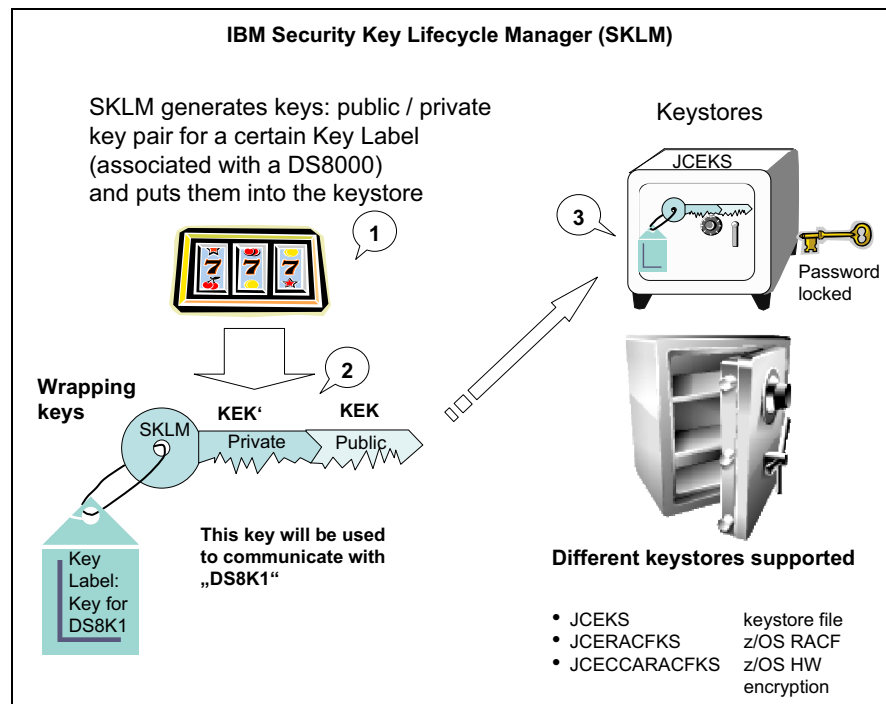 IBM Security Key Lifecycle Manager (SKLM)
SKLM generates keys: public / private
key pair for a certain Key Label
(associated with a DS8000)
and puts them into the keystore
1
7 7 7
2
Wrapping
keys
KEK‘
KEK
SKLM
Private
Public
Key
Label:
Key for
DS8K1
This key will be used
to communicate with
„DS8K1“
Keystores
JCEKS
3
Password
locked
Different keystores supported
• JCEKS keystore file
• JCERACFKS z/OS RACF
• JCECCARACFKS z/OS HW
encryption